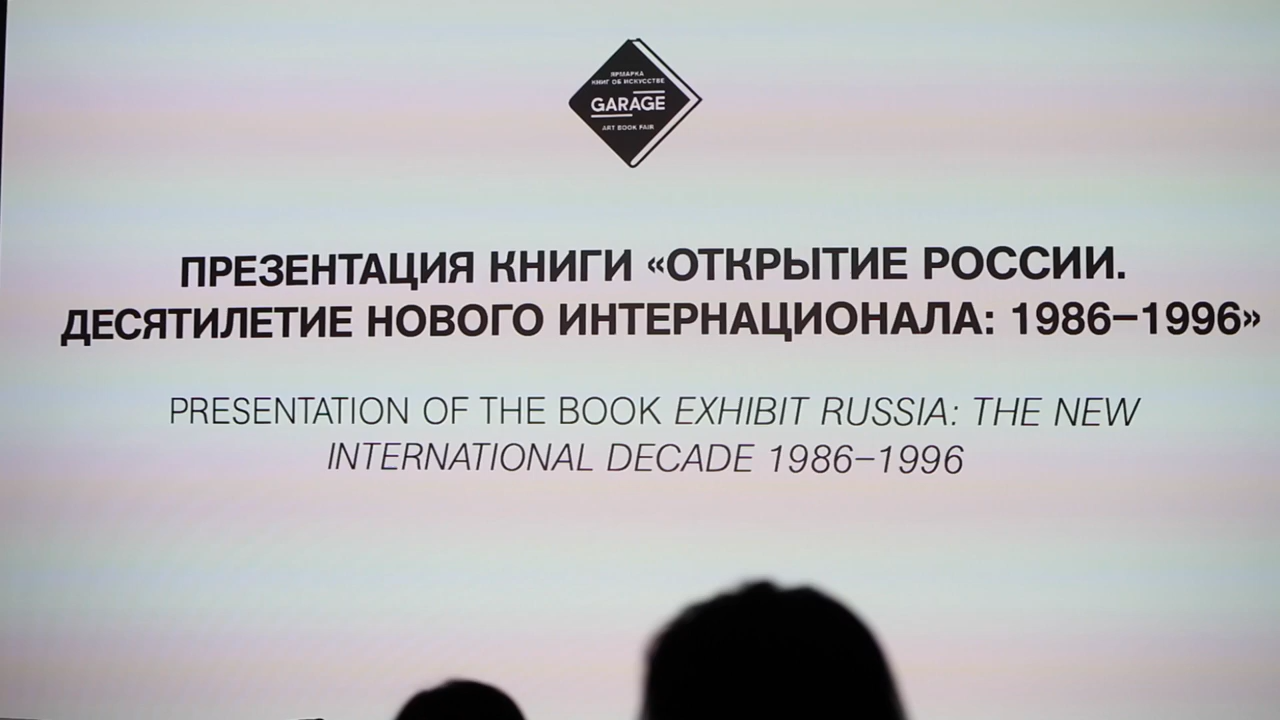 ЯРМАРКА
КНИГ ОБ ИСКУССТВЕ
GARAGE
ART BOOK FAIR
ПРЕЗЕНТАЦИЯ КНИГИ «ОТКРЫТИЕ РОССИИ.
ДЕСЯТИЛЕТИЕ НОВОГО ИНТЕРНАЦИОНАЛА: 1986–1996»
PRESENTATION OF THE BOOK EXHIBIT RUSSIA: THE NEW
INTERNATIONAL DECADE 1986–1996